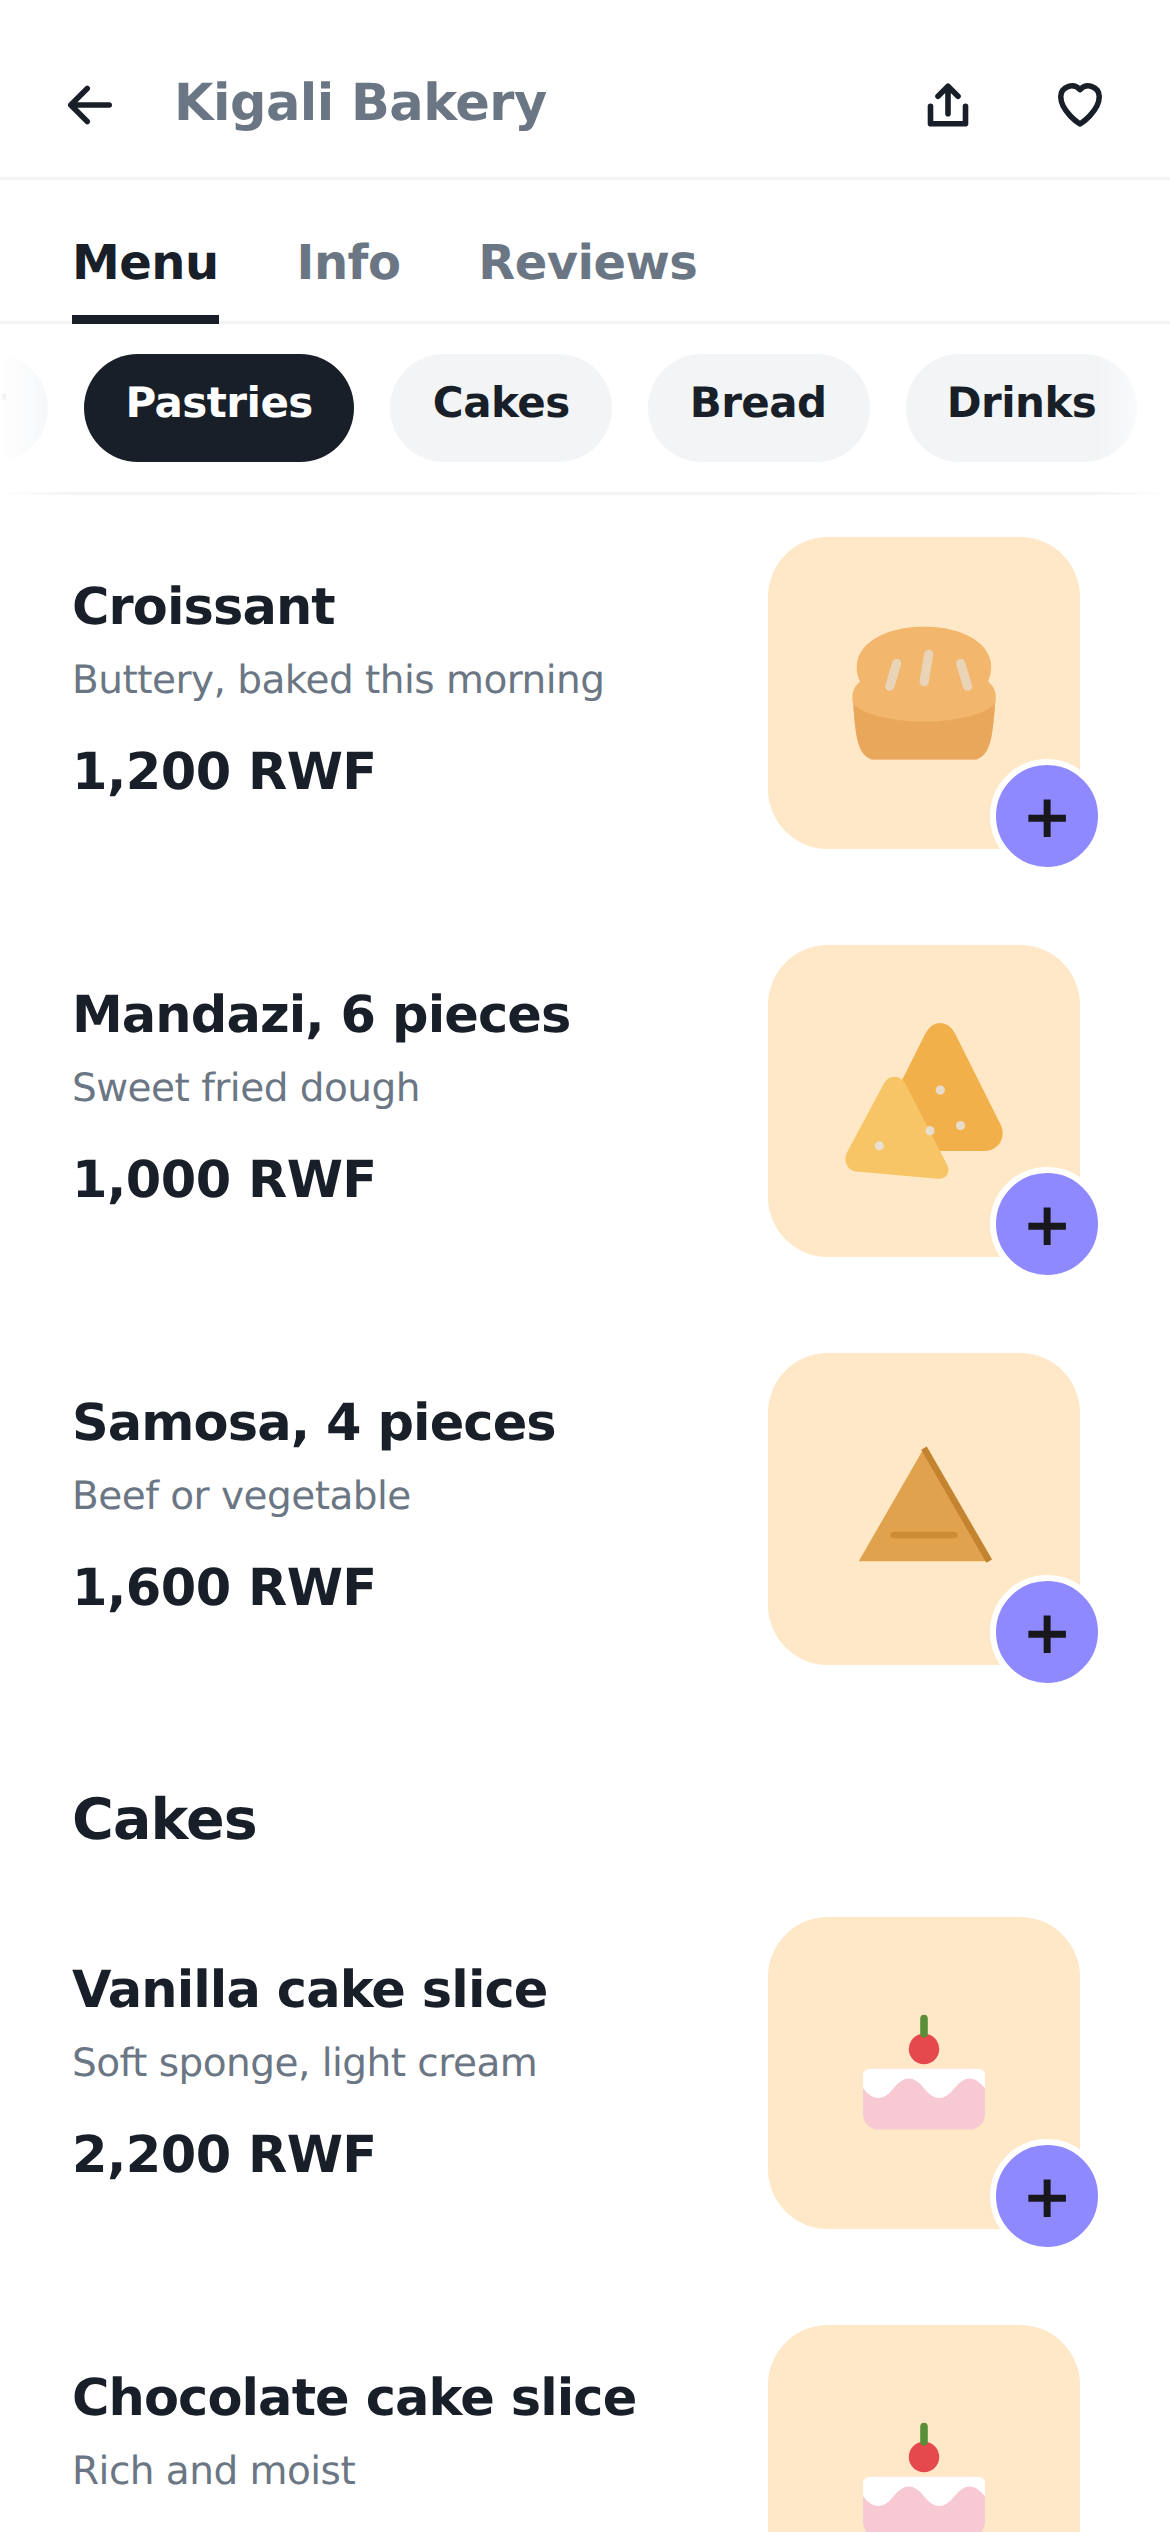 Kigali Bakery
Menu Info Reviews
Pastries Cakes Bread Drinks
Croissant
Buttery, baked this morning
1,200 RWF
Mandazi, 6 pieces
Sweet fried dough
1,000 RWF
Samosa, 4 pieces
Beef or vegetable
1,600 RWF
Cakes
Vanilla cake slice
Soft sponge, light cream
2,200 RWF
Chocolate cake slice
Rich and moist